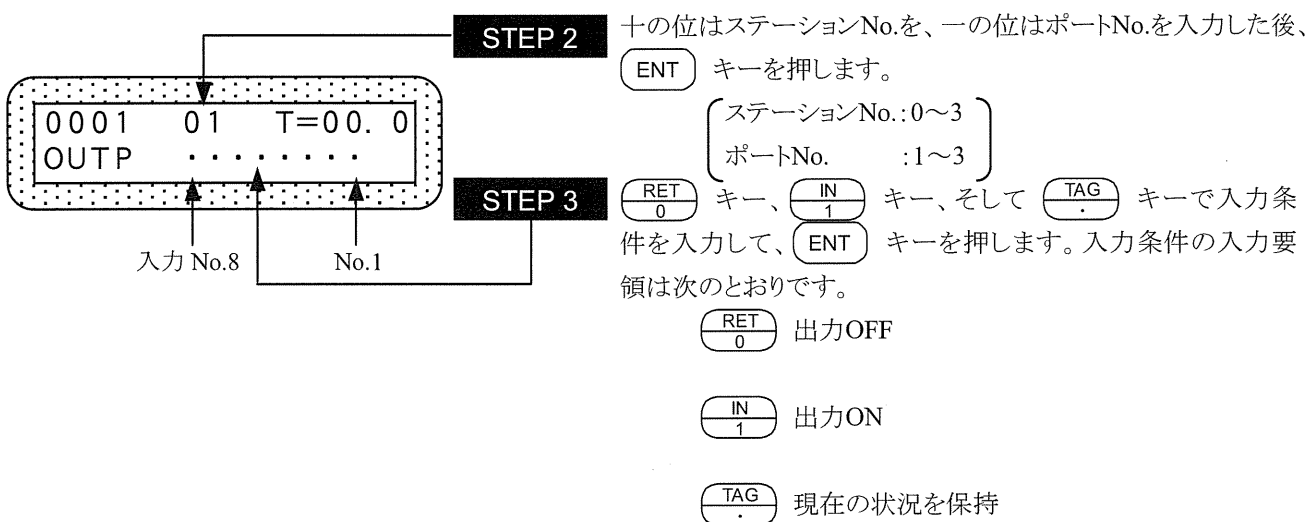 STEP 2
十の位はステーションNo.を、一の位はポートNo.を入力した後、
ENT キーを押します。
ステーションNo.:0～3
ポートNo. :1～3
0001 01 T=00. 0
OUTP ・・・・・・・・
入力 No.8 No.1
STEP 3
RET 0 キー、 IN 1 キー、そして TAG . キーで入力条
件を入力して、 ENT キーを押します。入力条件の入力要
領は次のとおりです。
RET 0 出力OFF
IN 1 出力ON
TAG . 現在の状況を保持